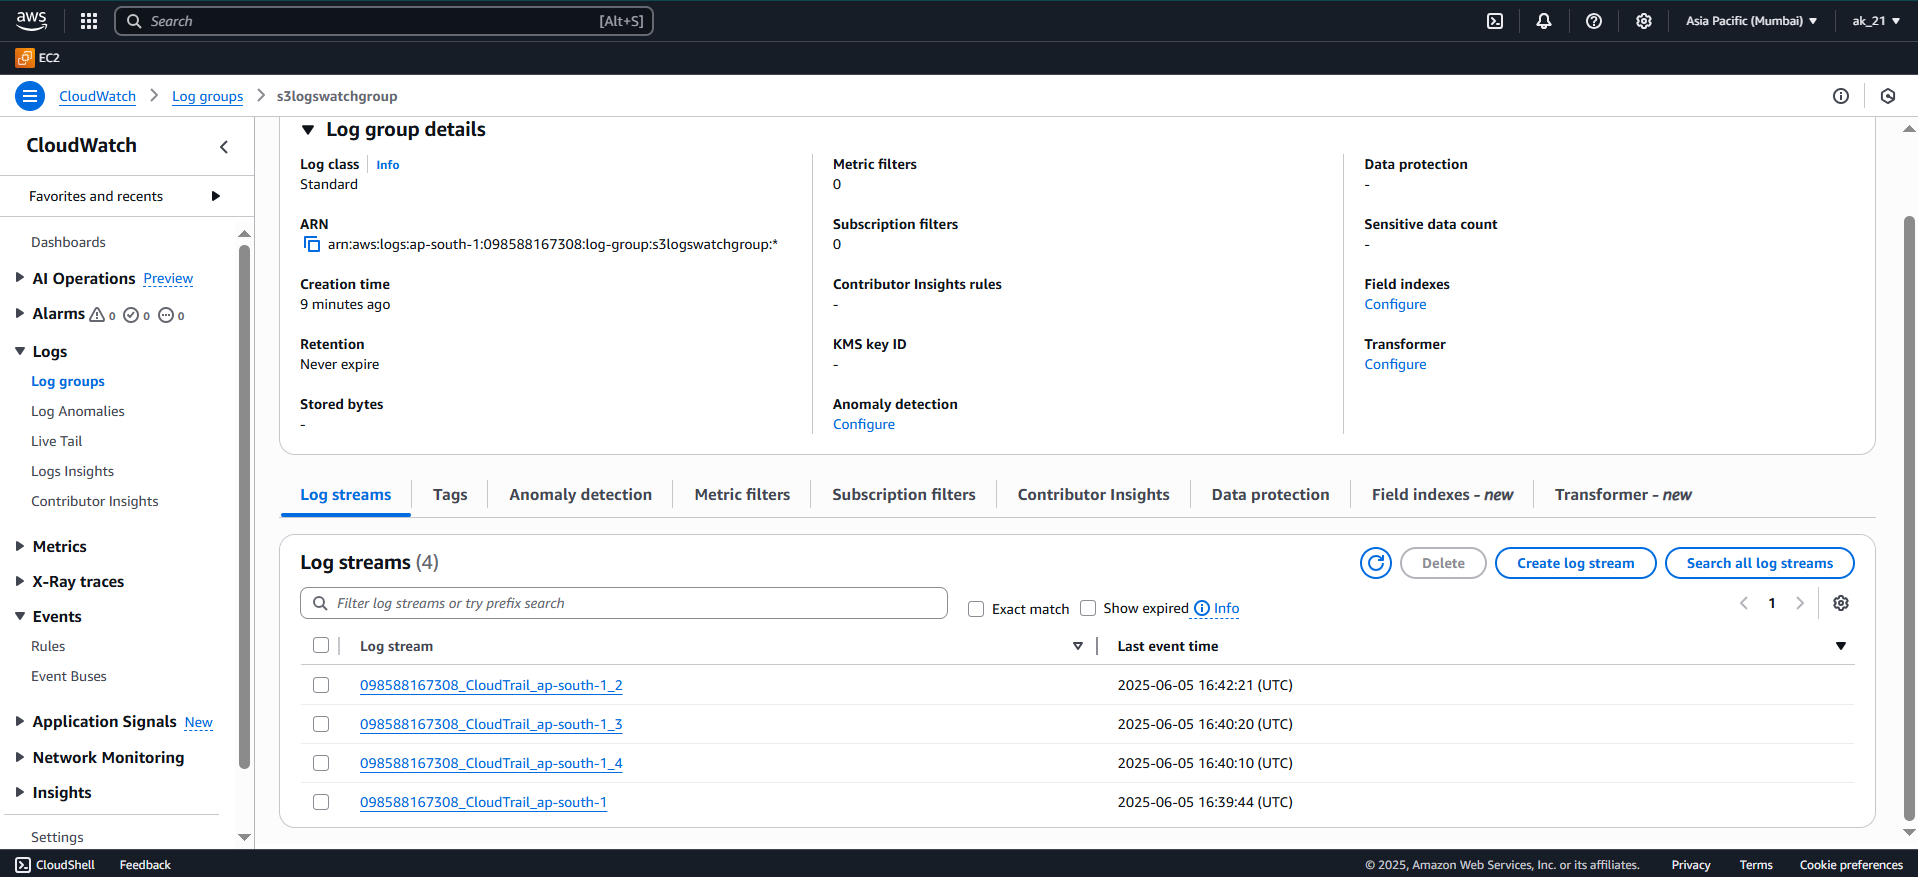 aws
Search [Alt+S]
Asia Pacific (Mumbai) ak_21
EC2
CloudWatch Log groups s3logswatchgroup
CloudWatch
Favorites and recents
Dashboards
AI Operations Preview
Alarms 0 0 0
Logs
Log groups
Log Anomalies
Live Tail
Logs Insights
Contributor Insights
Metrics
X-Ray traces
Events
Rules
Event Buses
Application Signals New
Network Monitoring
Insights
Settings
Log group details
Log class Info
Standard
ARN
arn:aws:logs:ap-south-1:098588167308:log-group:s3logswatchgroup:*
Creation time
9 minutes ago
Retention
Never expire
Stored bytes
-
Metric filters
0
Subscription filters
0
Contributor Insights rules
-
KMS key ID
-
Anomaly detection
Configure
Data protection
-
Sensitive data count
-
Field indexes
Configure
Transformer
Configure
Log streams Tags Anomaly detection Metric filters Subscription filters Contributor Insights Data protection Field indexes - new Transformer - new
Log streams (4)
Delete Create log stream Search all log streams
Filter log streams or try prefix search
Exact match Show expired Info
1
Log stream Last event time
098588167308_CloudTrail_ap-south-1_2 2025-06-05 16:42:21 (UTC)
098588167308_CloudTrail_ap-south-1_3 2025-06-05 16:40:20 (UTC)
098588167308_CloudTrail_ap-south-1_4 2025-06-05 16:40:10 (UTC)
098588167308_CloudTrail_ap-south-1 2025-06-05 16:39:44 (UTC)
CloudShell Feedback © 2025, Amazon Web Services, Inc. or its affiliates. Privacy Terms Cookie preferences